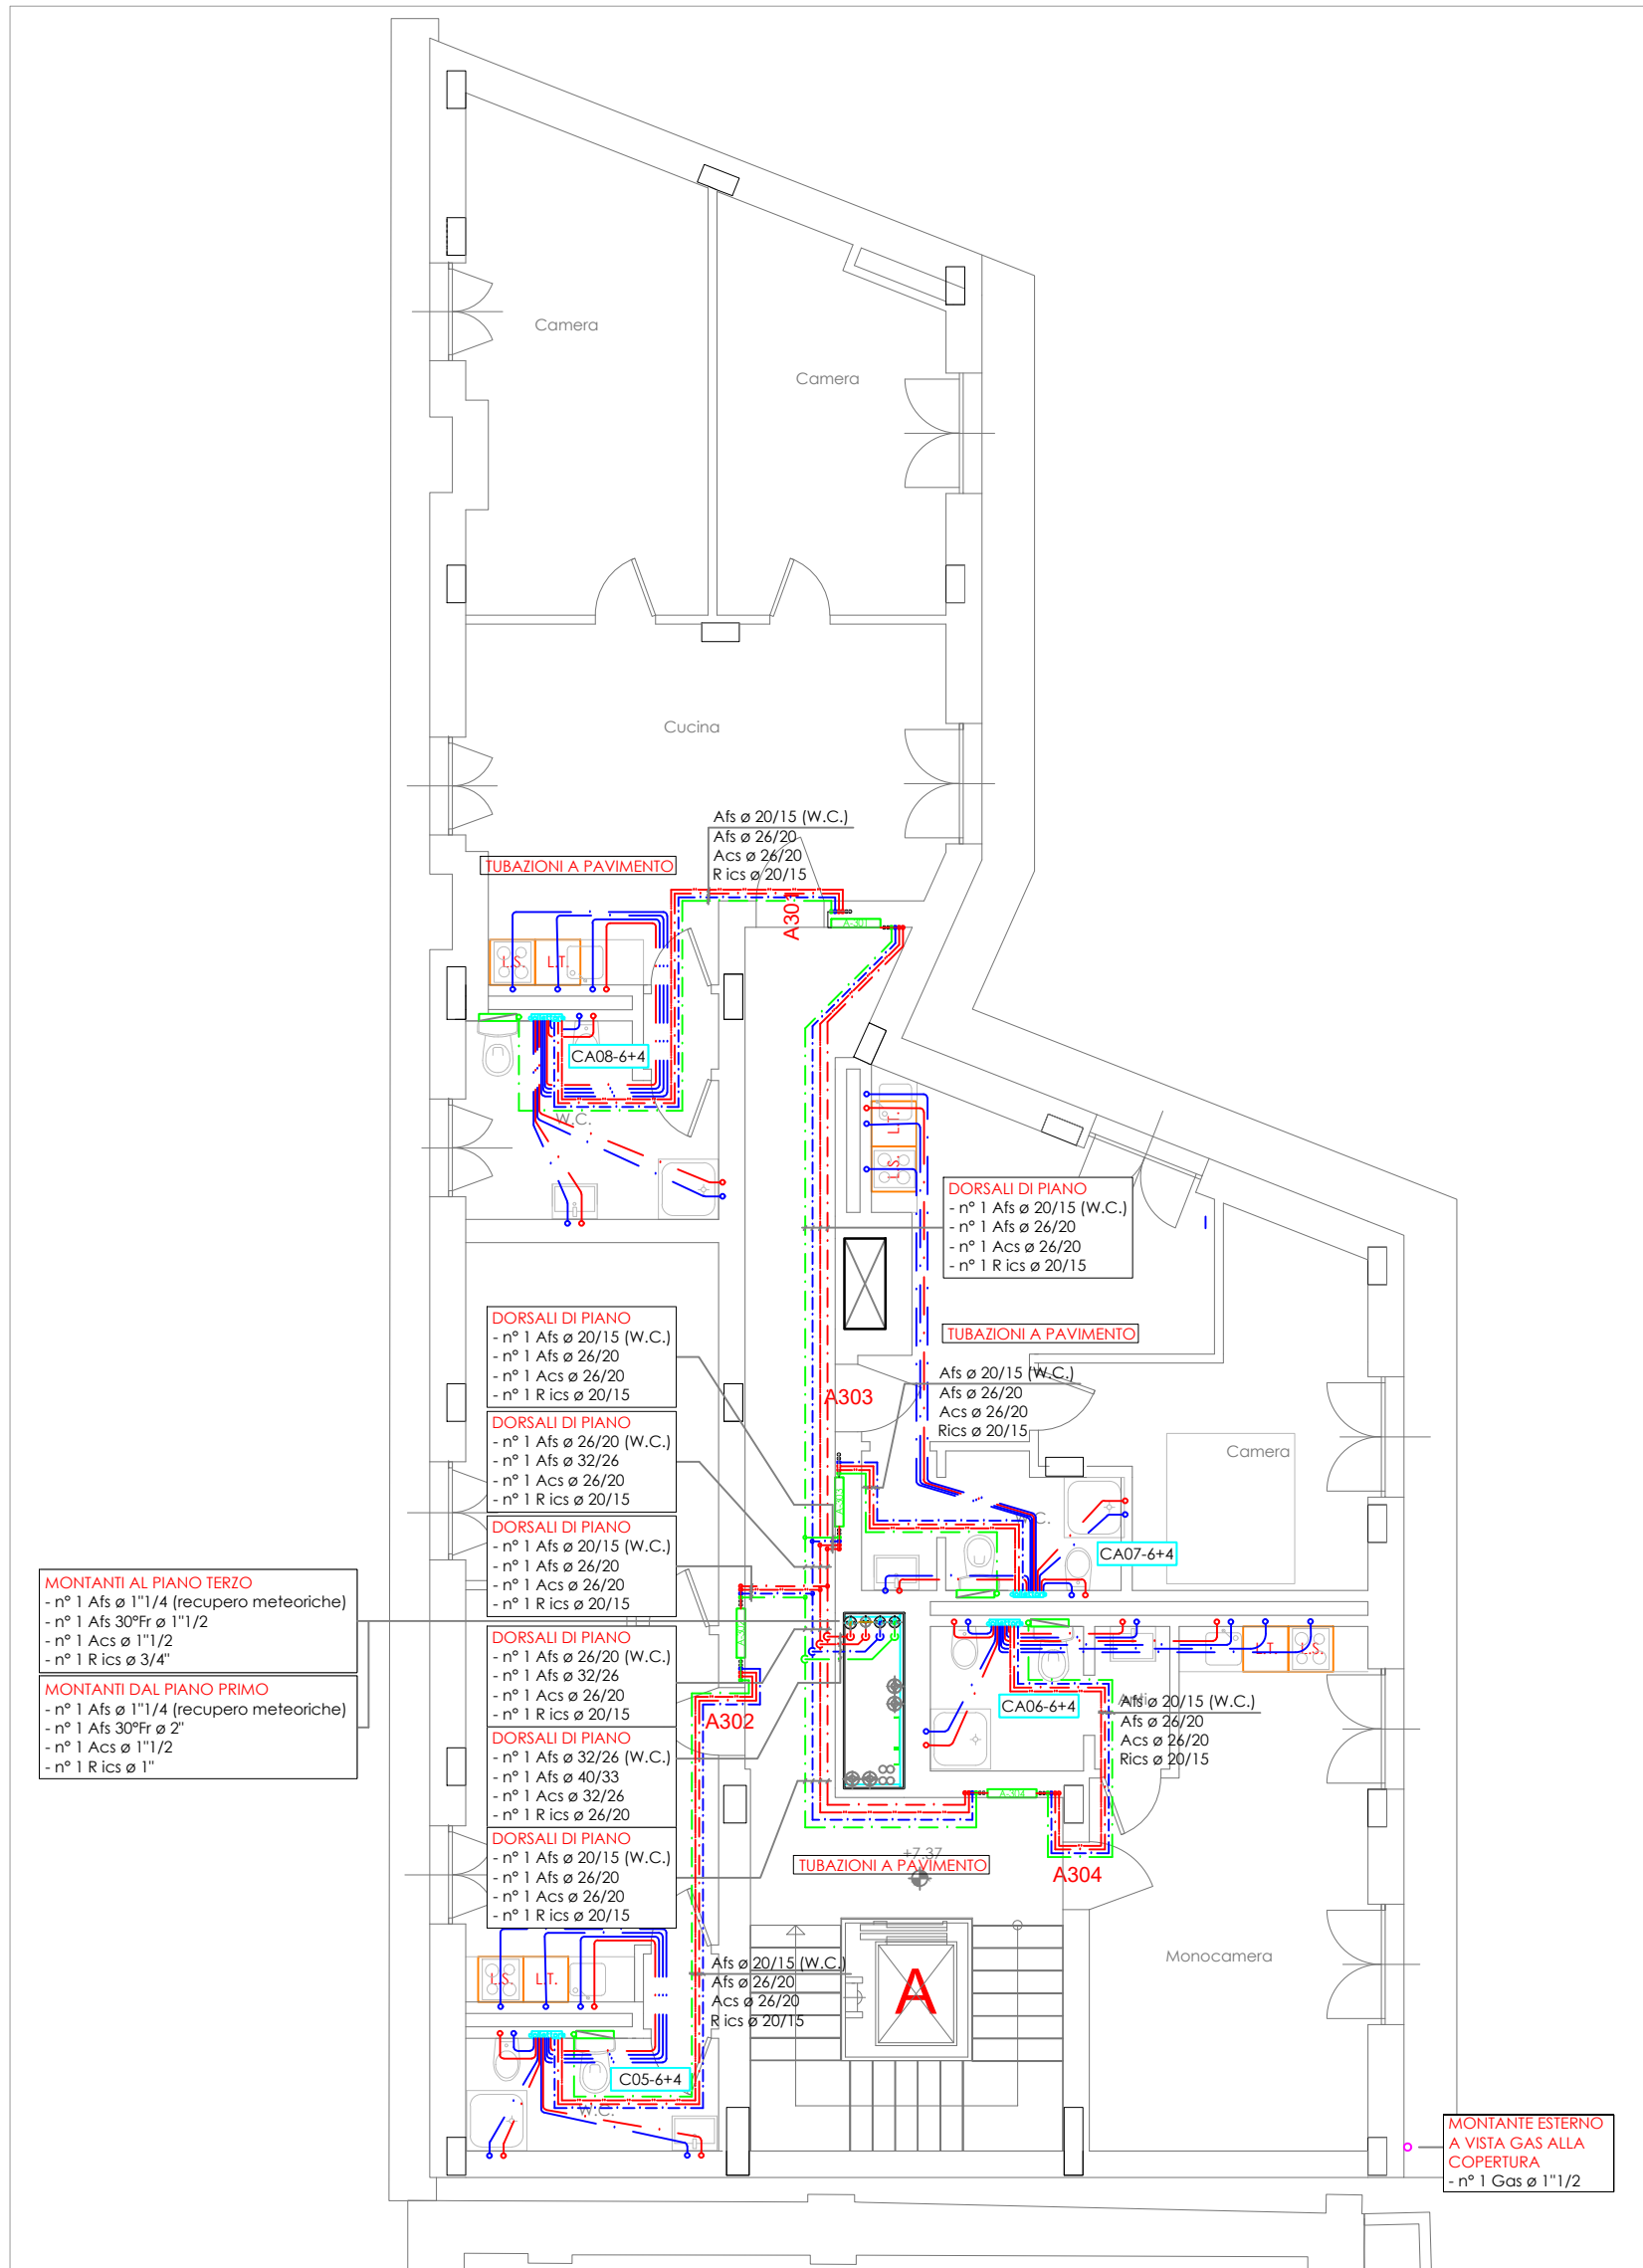 Camera
Camera
Cucina
Afs ø 20/15 (W.C.)
Afs ø 26/20
Acs ø 26/20
R ics ø 20/15
TUBAZIONI A PAVIMENTO
A301
A-301
L.S.
L.T.
CA08-6+4
W.C.
L.T.
L.S.
DORSALI DI PIANO
- n° 1 Afs ø 20/15 (W.C.)
- n° 1 Afs ø 26/20
- n° 1 Acs ø 26/20
- n° 1 R ics ø 20/15
TUBAZIONI A PAVIMENTO
DORSALI DI PIANO
- n° 1 Afs ø 20/15 (W.C.)
- n° 1 Afs ø 26/20
- n° 1 Acs ø 26/20
- n° 1 R ics ø 20/15
Afs ø 20/15 (W.C.)
Afs ø 26/20
Acs ø 26/20
Rics ø 20/15
A303
DORSALI DI PIANO
- n° 1 Afs ø 26/20 (W.C.)
- n° 1 Afs ø 32/26
- n° 1 Acs ø 26/20
- n° 1 R ics ø 20/15
Camera
A-303
W.C.
CA07-6+4
DORSALI DI PIANO
- n° 1 Afs ø 20/15 (W.C.)
- n° 1 Afs ø 26/20
- n° 1 Acs ø 26/20
- n° 1 R ics ø 20/15
MONTANTI AL PIANO TERZO
- n° 1 Afs ø 1"1/4 (recupero meteoriche)
- n° 1 Afs 30°Fr ø 1"1/2
- n° 1 Acs ø 1"1/2
- n° 1 R ics ø 3/4"
MONTANTI DAL PIANO PRIMO
- n° 1 Afs ø 1"1/4 (recupero meteoriche)
- n° 1 Afs 30°Fr ø 2"
- n° 1 Acs ø 1"1/2
- n° 1 R ics ø 1"
DORSALI DI PIANO
- n° 1 Afs ø 26/20 (W.C.)
- n° 1 Afs ø 32/26
- n° 1 Acs ø 26/20
- n° 1 R ics ø 20/15
A-302
A302
L.T.
L.S.
CA06-6+4
Anti
Afs ø 20/15 (W.C.)
Afs ø 26/20
Acs ø 26/20
Rics ø 20/15
DORSALI DI PIANO
- n° 1 Afs ø 32/26 (W.C.)
- n° 1 Afs ø 40/33
- n° 1 Acs ø 32/26
- n° 1 R ics ø 26/20
A-304
DORSALI DI PIANO
- n° 1 Afs ø 20/15 (W.C.)
- n° 1 Afs ø 26/20
- n° 1 Acs ø 26/20
- n° 1 R ics ø 20/15
+7.37
TUBAZIONI A PAVIMENTO
A304
Monocamera
Afs ø 20/15 (W.C.)
Afs ø 26/20
Acs ø 26/20
R ics ø 20/15
A
L.S.
L.T.
C05-6+4
W.C.
MONTANTE ESTERNO
A VISTA GAS ALLA
COPERTURA
- n° 1 Gas ø 1"1/2